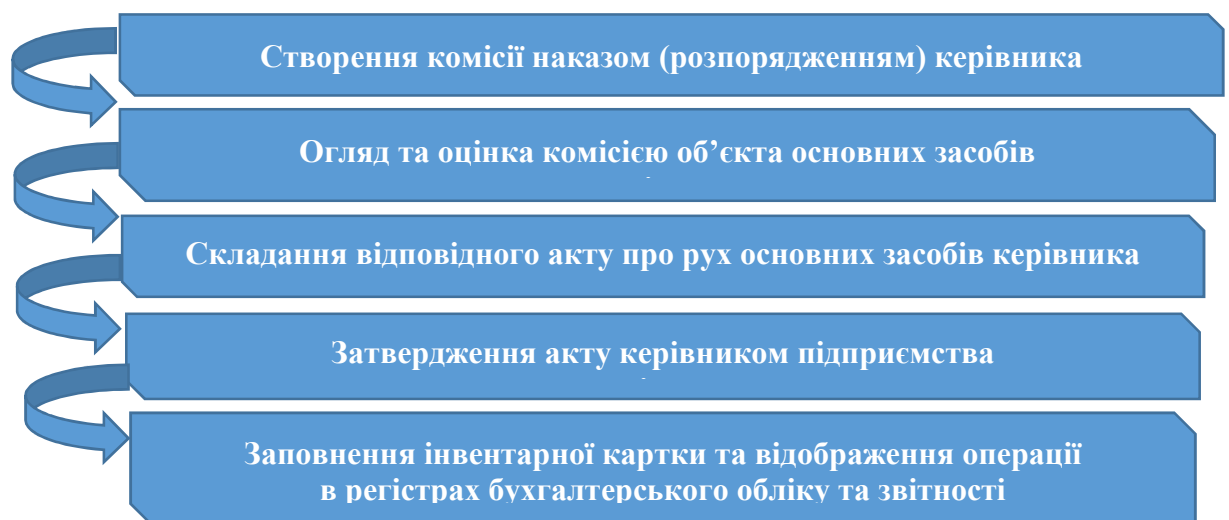 Створення комісії наказом (розпорядженням) керівника
Огляд та оцінка комісією об’єкта основних засобів
Складання відповідного акту про рух основних засобів керівника
Затвердження акту керівником підприємства
Заповнення інвентарної картки та відображення операції
в регістрах бухгалтерського обліку та звітності